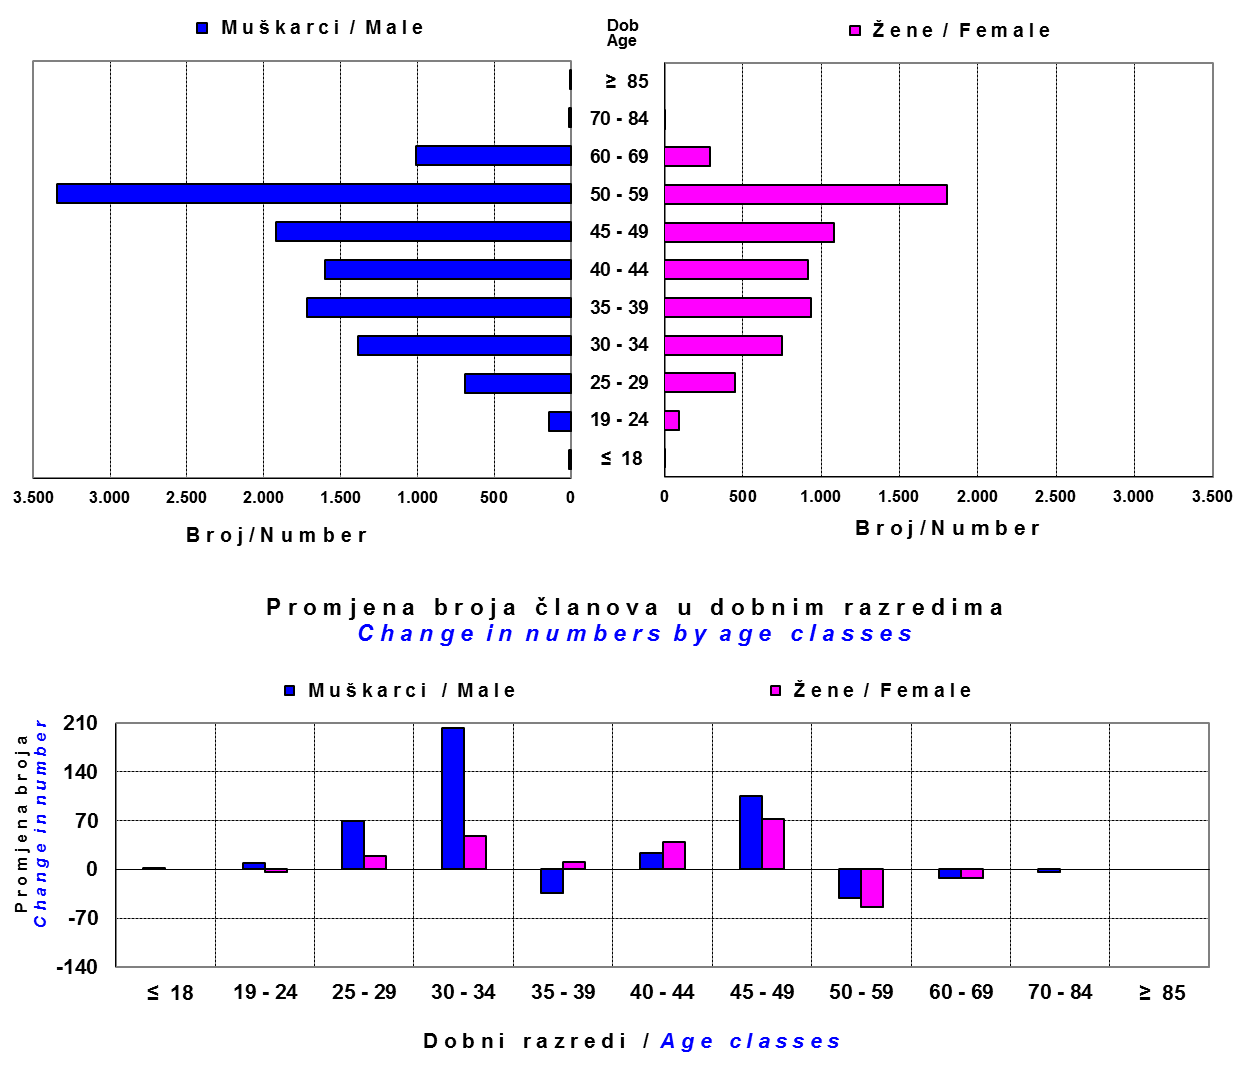 Muškarci / Male
Dob
Age
Žene / Female
≥ 85
70 - 84
60 - 69
50 - 59
45 - 49
40 - 44
35 - 39
30 - 34
25 - 29
19 - 24
≤ 18
3.500 3.000 2.500 2.000 1.500 1.000 500 0
0 500 1.000 1.500 2.000 2.500 3.000 3.500
Broj/Number
Broj/Number
Promjena broja članova u dobnim razredima
Change in numbers by age classes
Muškarci / Male
Žene / Female
Promjena broja
Change in number
210
140
70
0
-70
-140
≤ 18 19 - 24 25 - 29 30 - 34 35 - 39 40 - 44 45 - 49 50 - 59 60 - 69 70 - 84 ≥ 85
Dobni razredi / Age classes